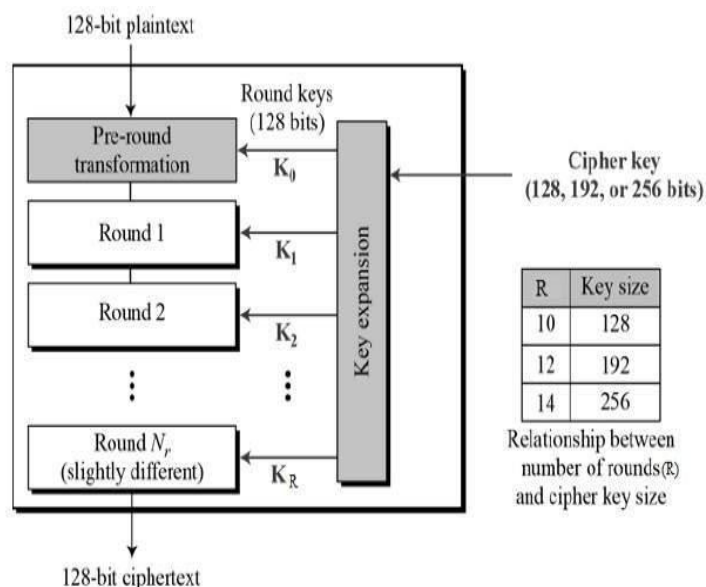 128-bit plaintext
Round keys
(128 bits)
Pre-round
transformation
K0
Cipher key
(128, 192, or 256 bits)
Round 1
K1
Round 2
K2
Key expansion
Round Nr
(slightly different)
KR
128-bit ciphertext
R Key size
10 128
12 192
14 256
Relationship between
number of rounds(R)
and cipher key size